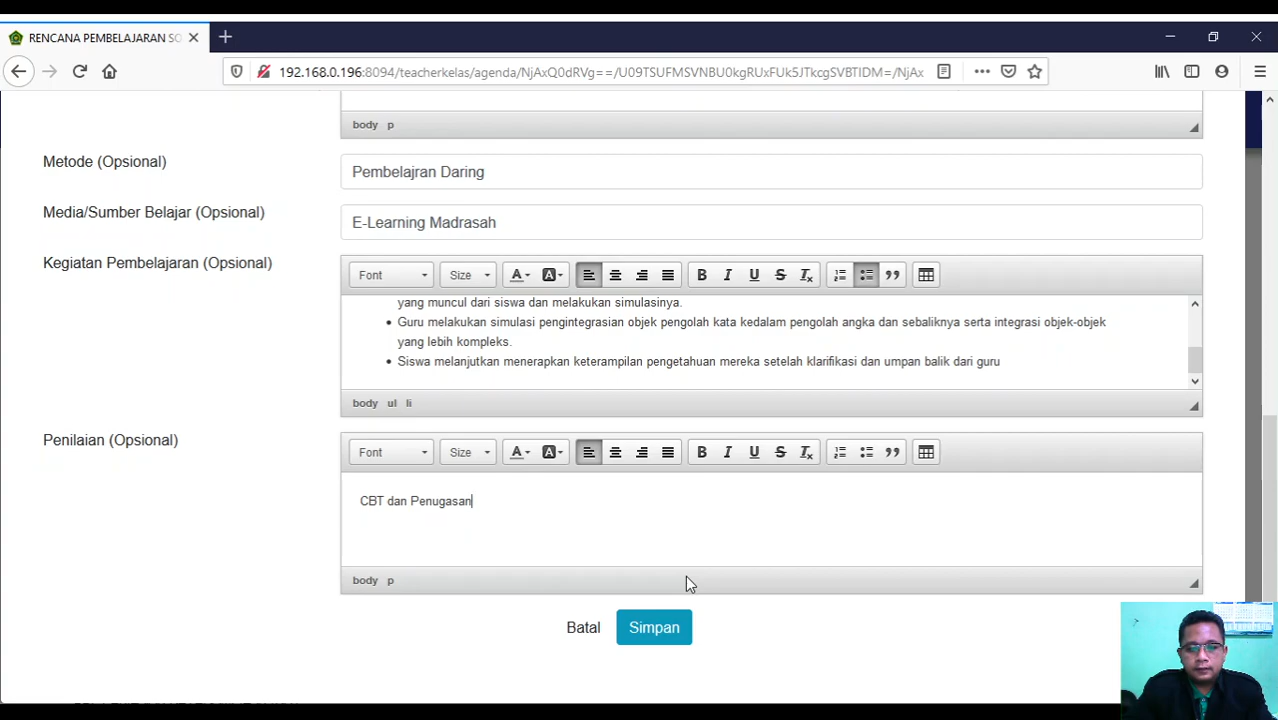 RENCANA PEMBELAJARAN SO
192.168.0.196:8094/teacherkelas/agenda/NjAxQ0dRVg==/U09TSUFMSVNBU0kgRUxFUk5JTkcgSVBTIDM=/NjAx
body p
Metode (Opsional)
Pembelajran Daring
Media/Sumber Belajar (Opsional)
E-Learning Madrasah
Kegiatan Pembelajaran (Opsional)
Font Size A A B I U S Tx
yang muncul dari siswa dan melakukan simulasinya.
• Guru melakukan simulasi pengintegrasian objek pengolah kata kedalam pengolah angka dan sebaliknya serta integrasi objek-objek
yang lebih kompleks.
• Siswa melanjutkan menerapkan keterampilan pengetahuan mereka setelah klarifikasi dan umpan balik dari guru
body ul li
Penilaian (Opsional)
Font Size A A B I U S Tx
CBT dan Penugasan
body p
Batal Simpan